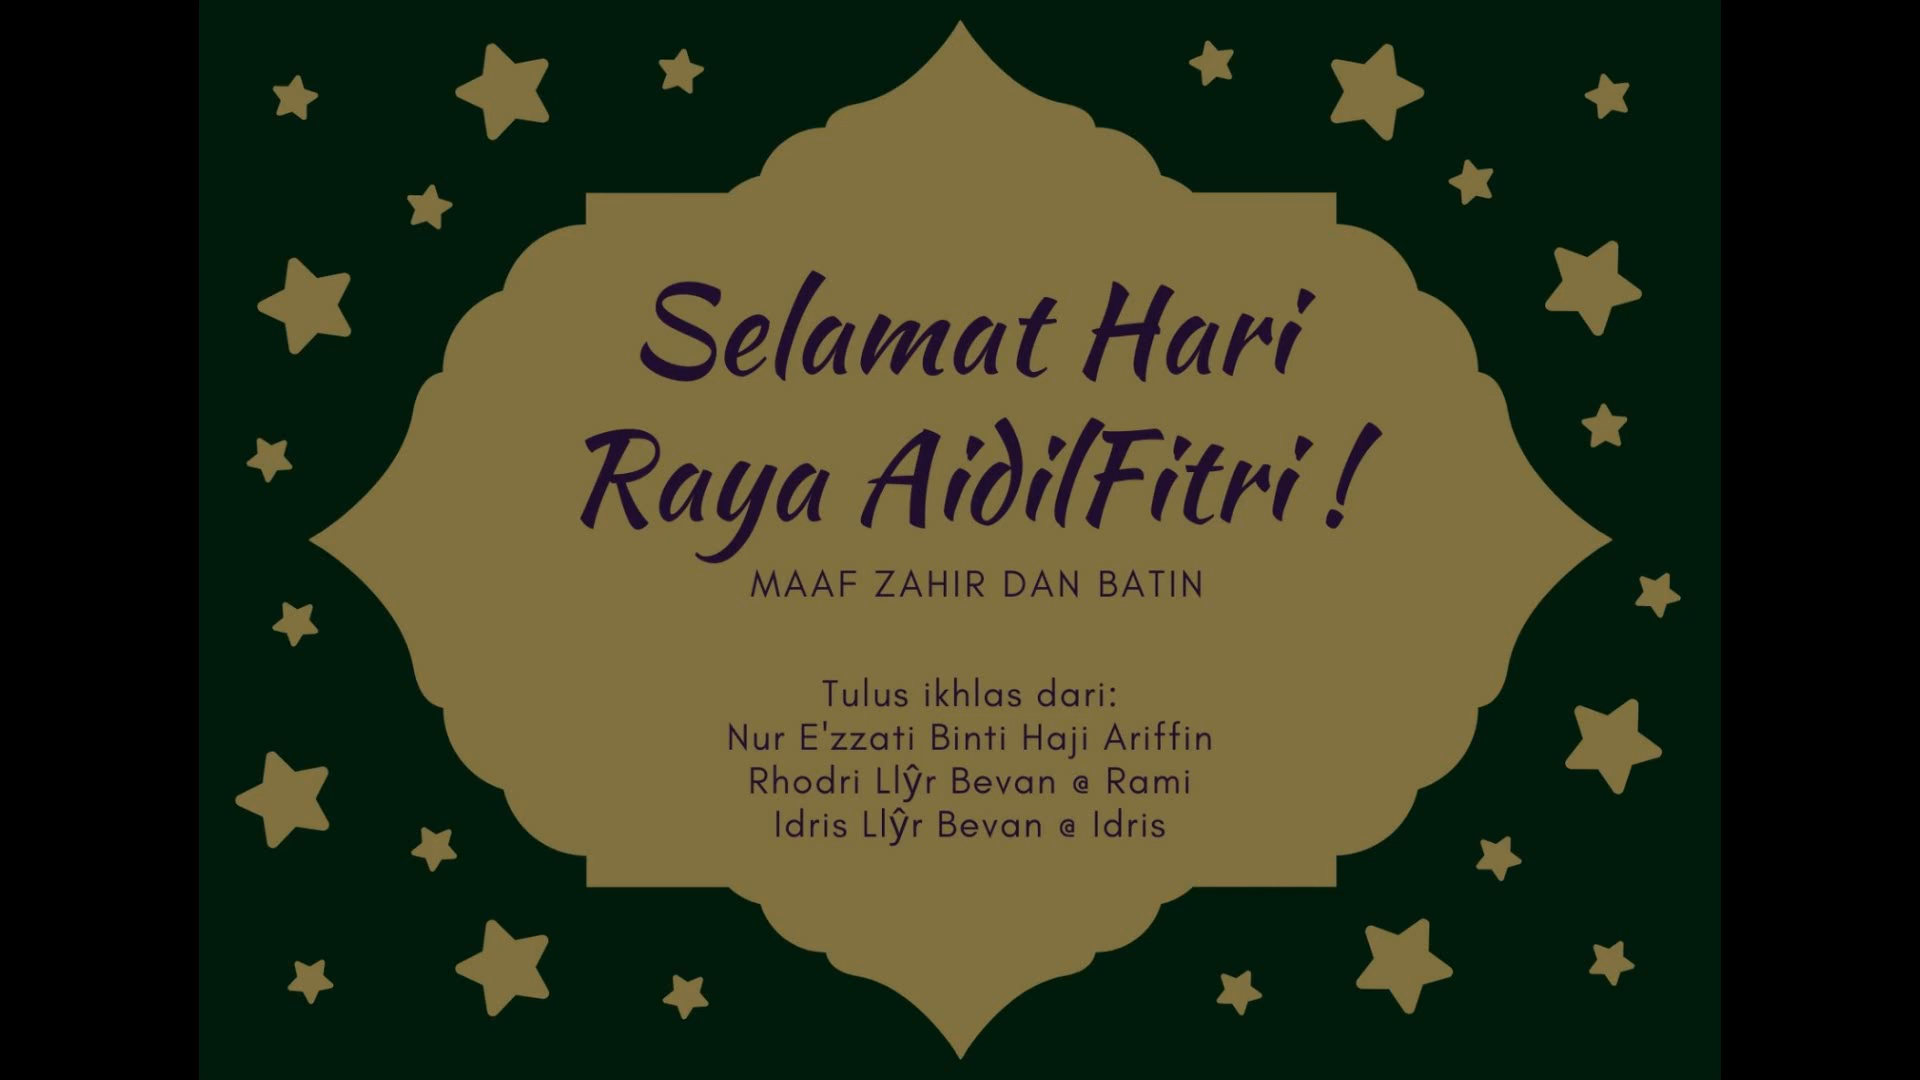 Selamat Hari
Raya AidilFitri !
MAAF ZAHIR DAN BATIN
Tulus ikhlas dari:
Nur E'zzati Binti Haji Ariffin
Rhodri Llŷr Bevan @ Rami
Idris Llŷr Bevan @ Idris